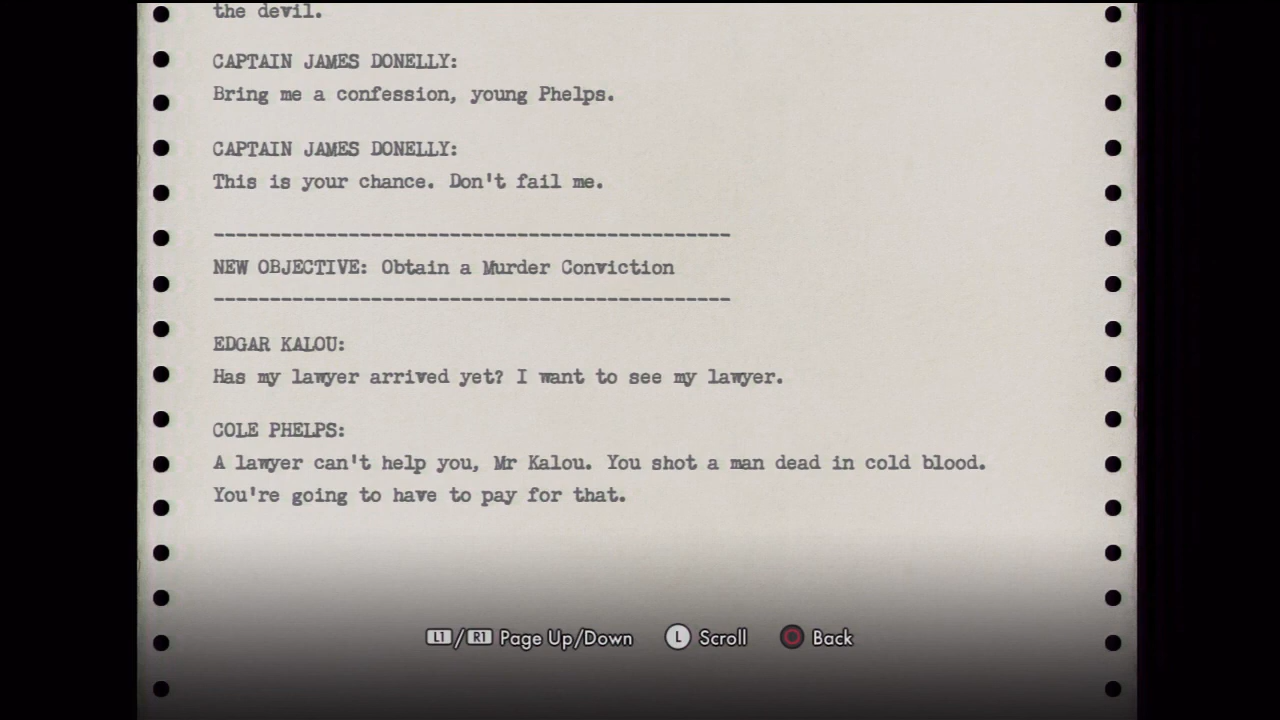 the devil.
CAPTAIN JAMES DONELLY:
Bring me a confession, young Phelps.
CAPTAIN JAMES DONELLY:
This is your chance. Don't fail me.
----------------------------------------------
NEW OBJECTIVE: Obtain a Murder Conviction
----------------------------------------------
EDGAR KALOU:
Has my lawyer arrived yet? I want to see my lawyer.
COLE PHELPS:
A lawyer can't help you, Mr Kalou. You shot a man dead in cold blood.
You're going to have to pay for that.
L1/R1 Page Up/Down L Scroll Back